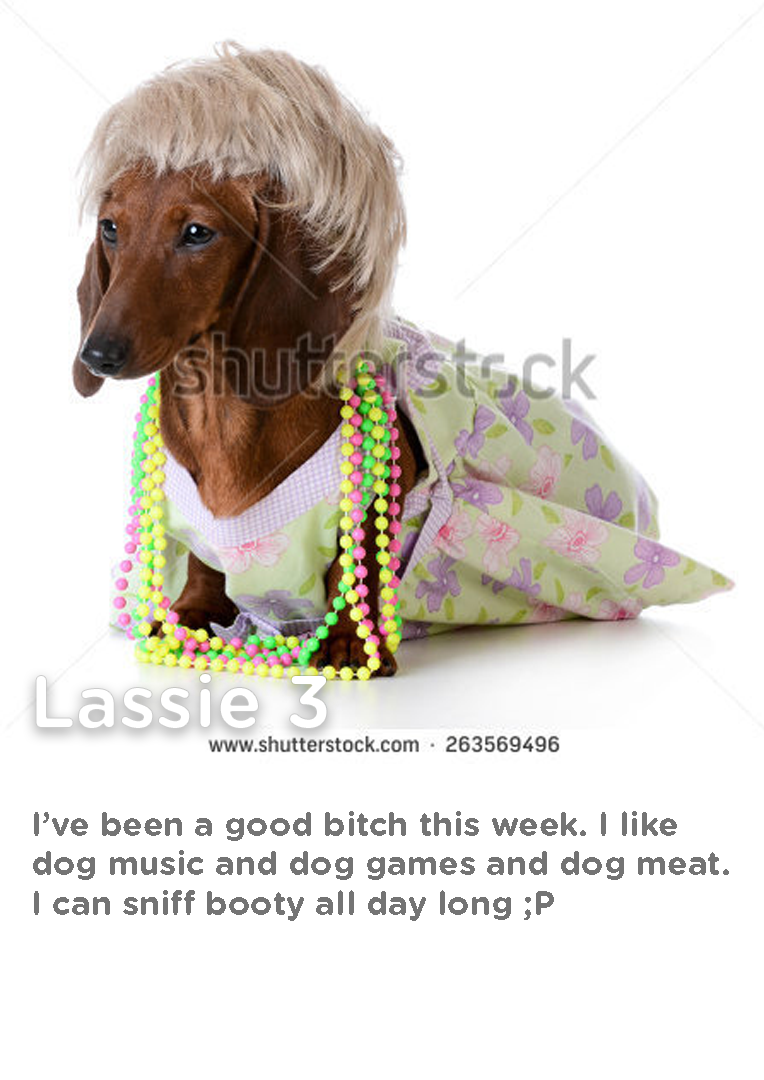 shutterstock
Lassie 3
www.shutterstock.com · 263569496
I’ve been a good bitch this week. I like
dog music and dog games and dog meat.
I can sniff booty all day long ;P